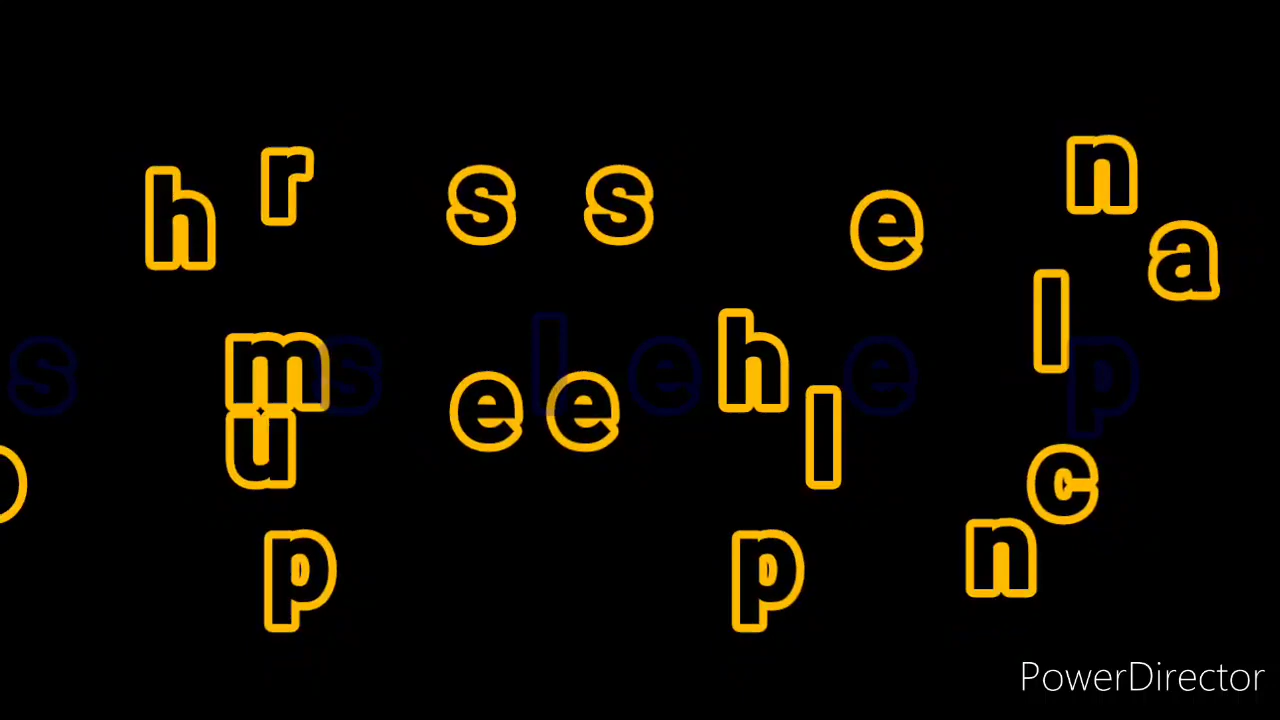 h r s s e n
a
l
m e e h l
u
c
n
p p
s s l e e e p
PowerDirector